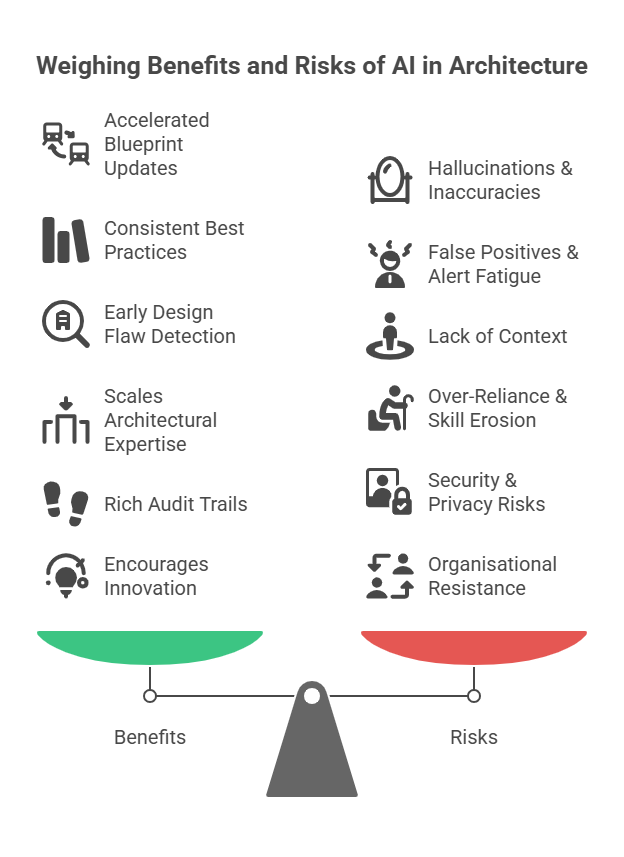 Weighing Benefits and Risks of AI in Architecture
Accelerated
Blueprint
Updates
Consistent Best
Practices
Early Design
Flaw Detection
Scales
Architectural
Expertise
Rich Audit Trails
Encourages
Innovation
Hallucinations &
Inaccuracies
False Positives &
Alert Fatigue
Lack of Context
Over-Reliance &
Skill Erosion
Security &
Privacy Risks
Organisational
Resistance
Benefits
Risks